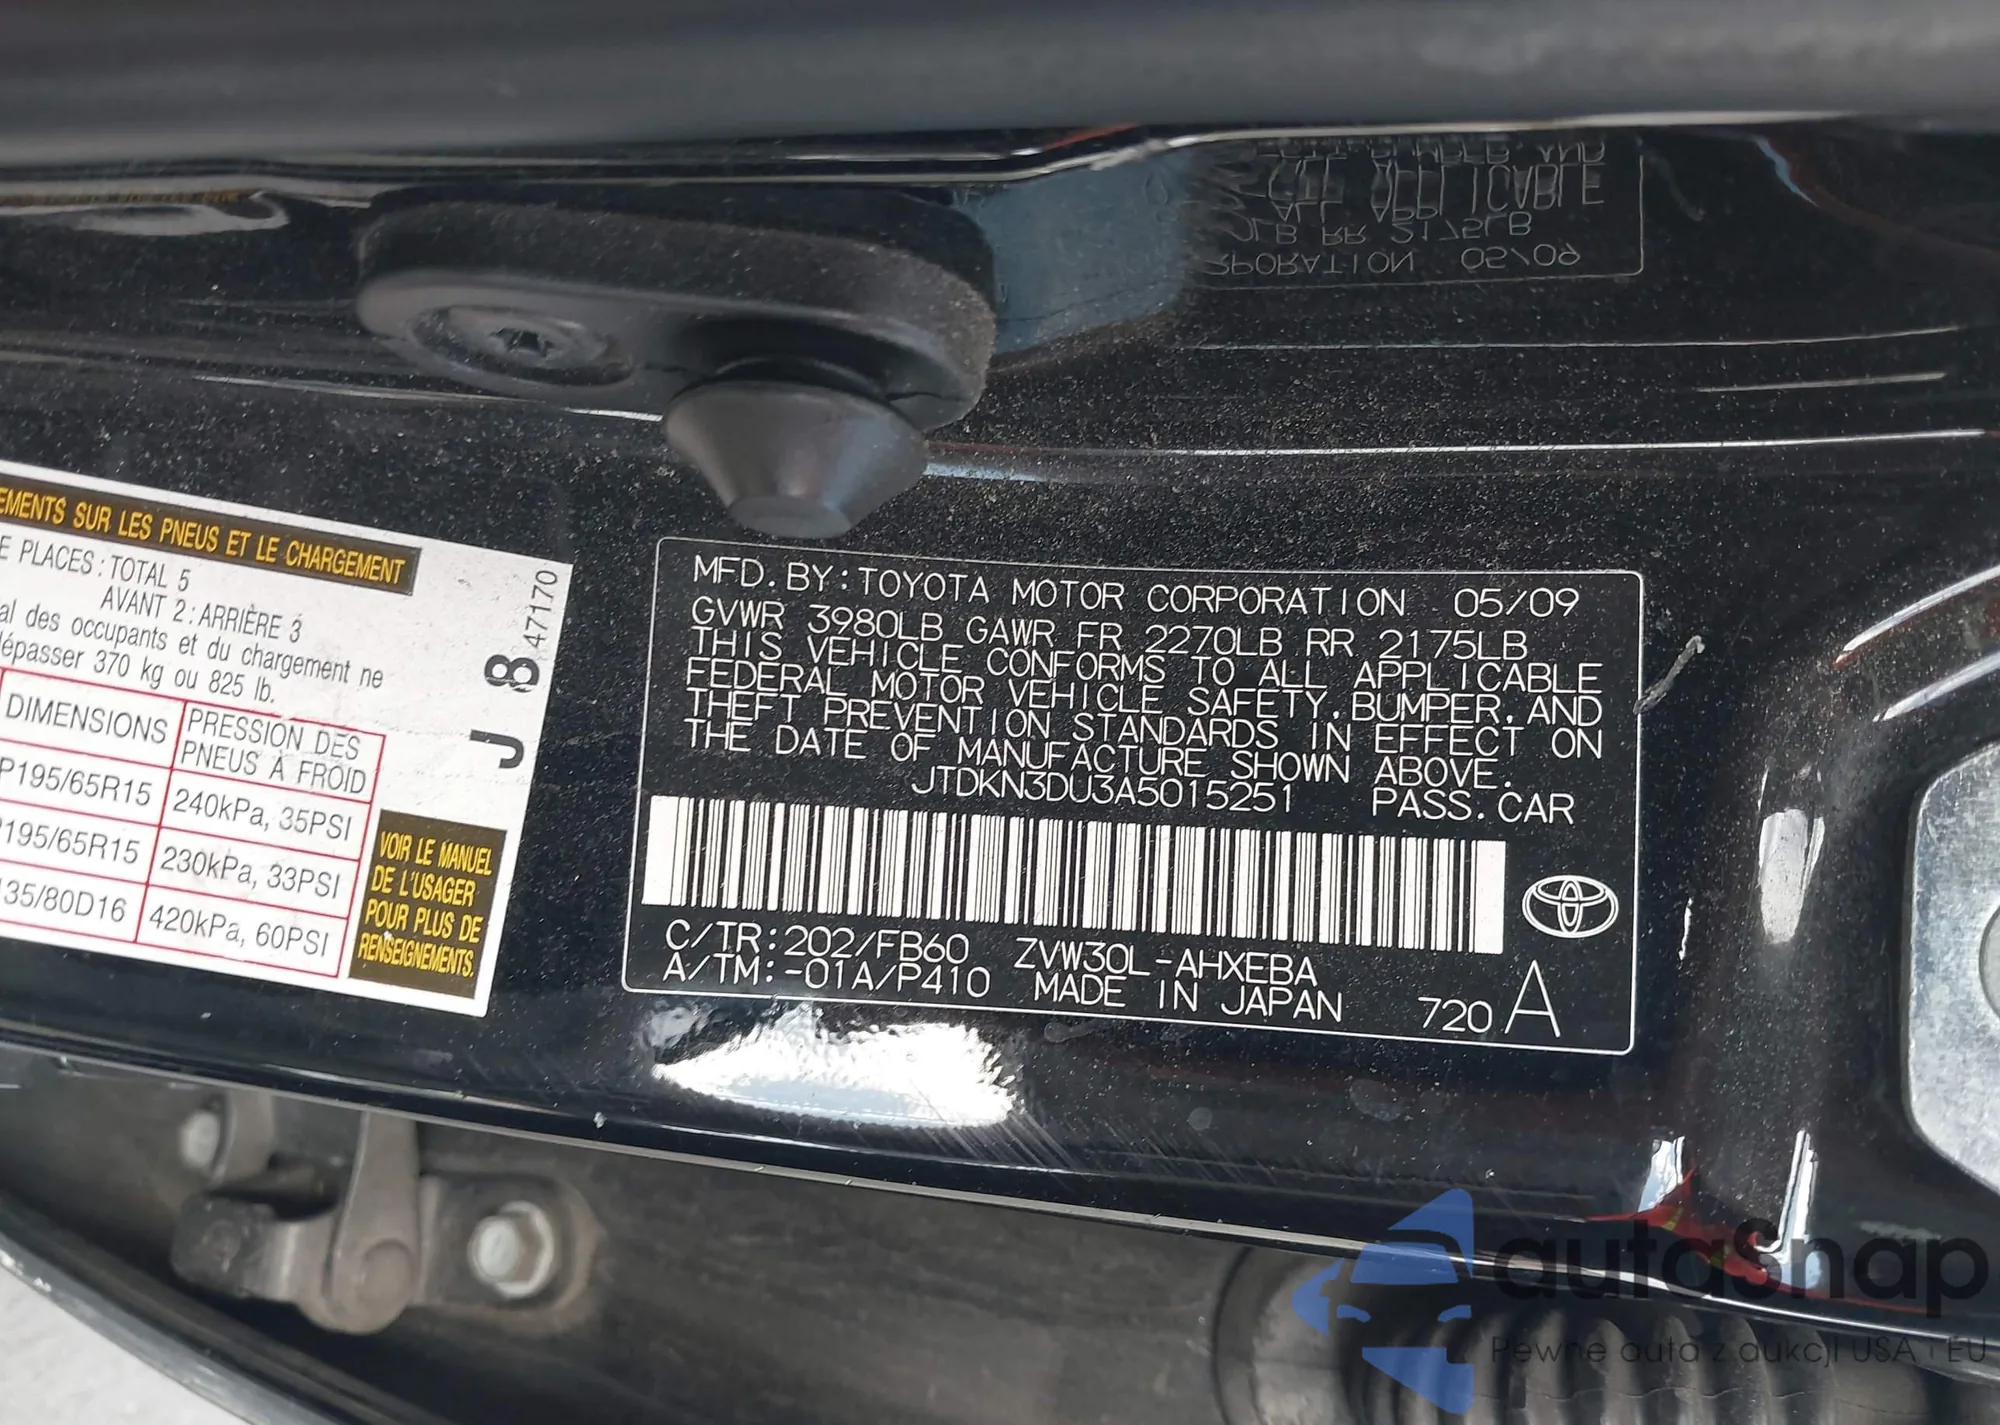 EMENTS SUR LES PNEUS ET LE CHARGEMENT
E PLACES : TOTAL 5
AVANT 2 : ARRIÈRE 3
al des occupants et du chargement ne
dépasser 370 kg ou 825 lb.
DIMENSIONS
PRESSION DES
PNEUS À FROID
P195/65R15
240kPa, 35PSI
P195/65R15
230kPa, 33PSI
135/80D16
420kPa, 60PSI
VOIR LE MANUEL
DE L'USAGER
POUR PLUS DE
RENSEIGNEMENTS.
J 8
47170
MFD. BY : TOYOTA MOTOR CORPORATION 05/09
GVWR 3980LB GAWR FR 2270LB RR 2175LB
THIS VEHICLE CONFORMS TO ALL APPLICABLE
FEDERAL MOTOR VEHICLE SAFETY, BUMPER, AND
THEFT PREVENTION STANDARDS IN EFFECT ON
THE DATE OF MANUFACTURE SHOWN ABOVE.
JTDKN3DU3A5015251 PASS. CAR
C/TR: 202/FB60 ZVW30L-AHXEBA
A/TM: -01A/P410 MADE IN JAPAN 720 A
autasnap
Pewne auta z aukcji USA i EU